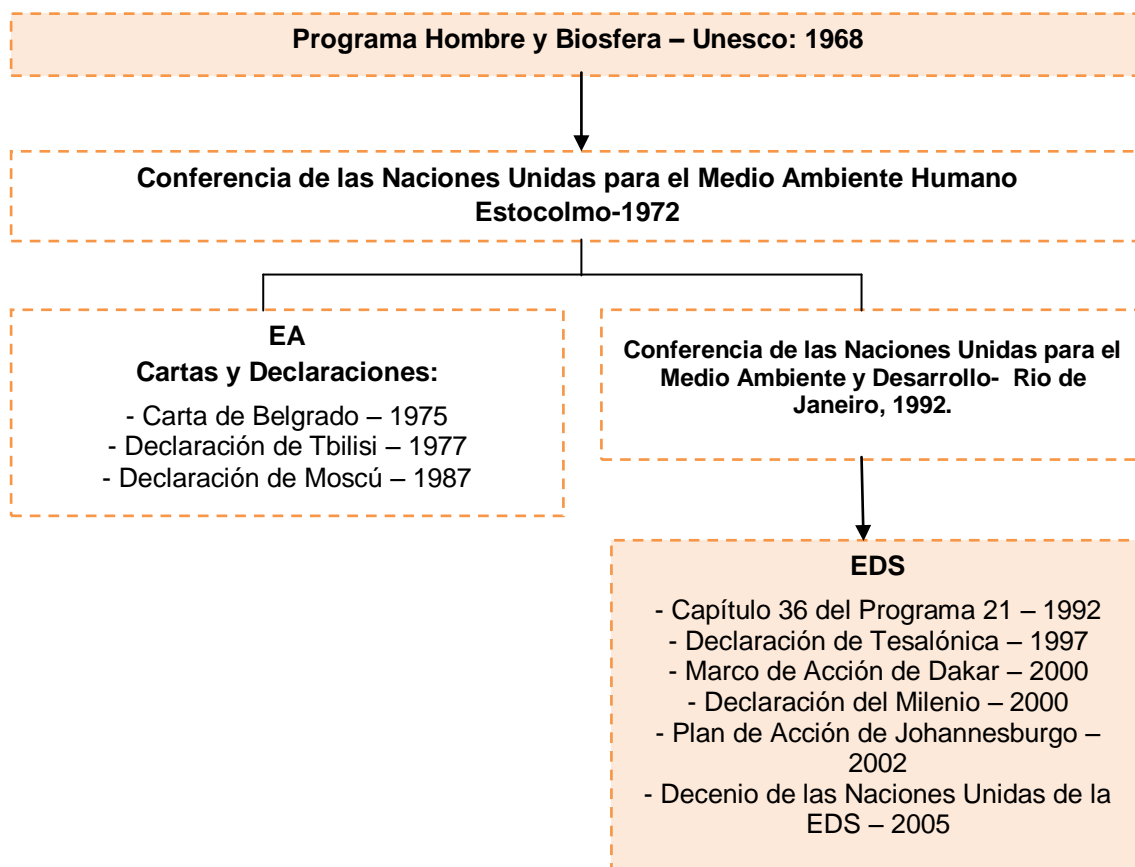 Programa Hombre y Biosfera – Unesco: 1968
Conferencia de las Naciones Unidas para el Medio Ambiente Humano
Estocolmo-1972
EA
Cartas y Declaraciones:
- Carta de Belgrado – 1975
- Declaración de Tbilisi – 1977
- Declaración de Moscú – 1987
Conferencia de las Naciones Unidas para el
Medio Ambiente y Desarrollo- Rio de
Janeiro, 1992.
EDS
- Capítulo 36 del Programa 21 – 1992
- Declaración de Tesalónica – 1997
- Marco de Acción de Dakar – 2000
- Declaración del Milenio – 2000
- Plan de Acción de Johannesburgo –
2002
- Decenio de las Naciones Unidas de la
EDS – 2005